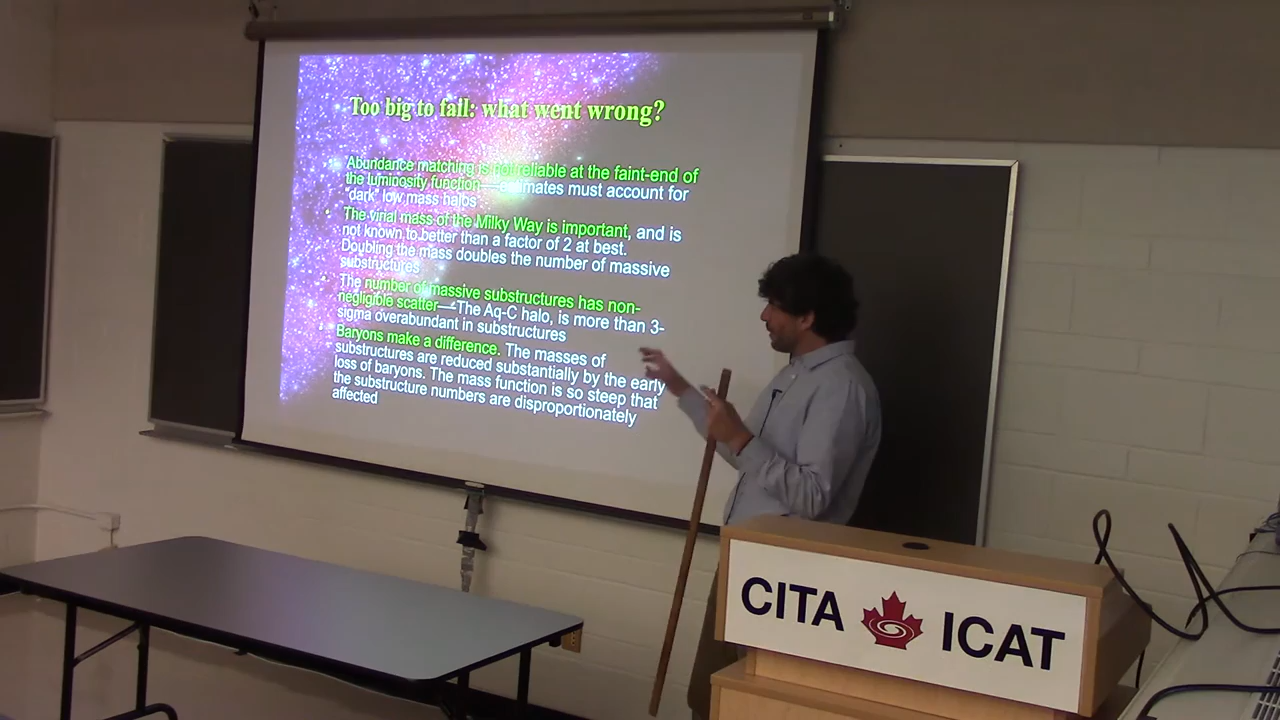 Too big to fail: what went wrong?
Abundance matching is not reliable at the faint-end of
the luminosity function—estimates must account for
"dark" low mass halos
The virial mass of the Milky Way is important, and is
not known to better than a factor of 2 at best.
Doubling the mass doubles the number of massive
substructures
The number of massive substructures has non-
negligible scatter—The Aq-C halo, is more than 3-
sigma overabundant in substructures
Baryons make a difference. The masses of
substructures are reduced substantially by the early
loss of baryons. The mass function is so steep that
the substructure numbers are disproportionately
affected
CITA ICAT